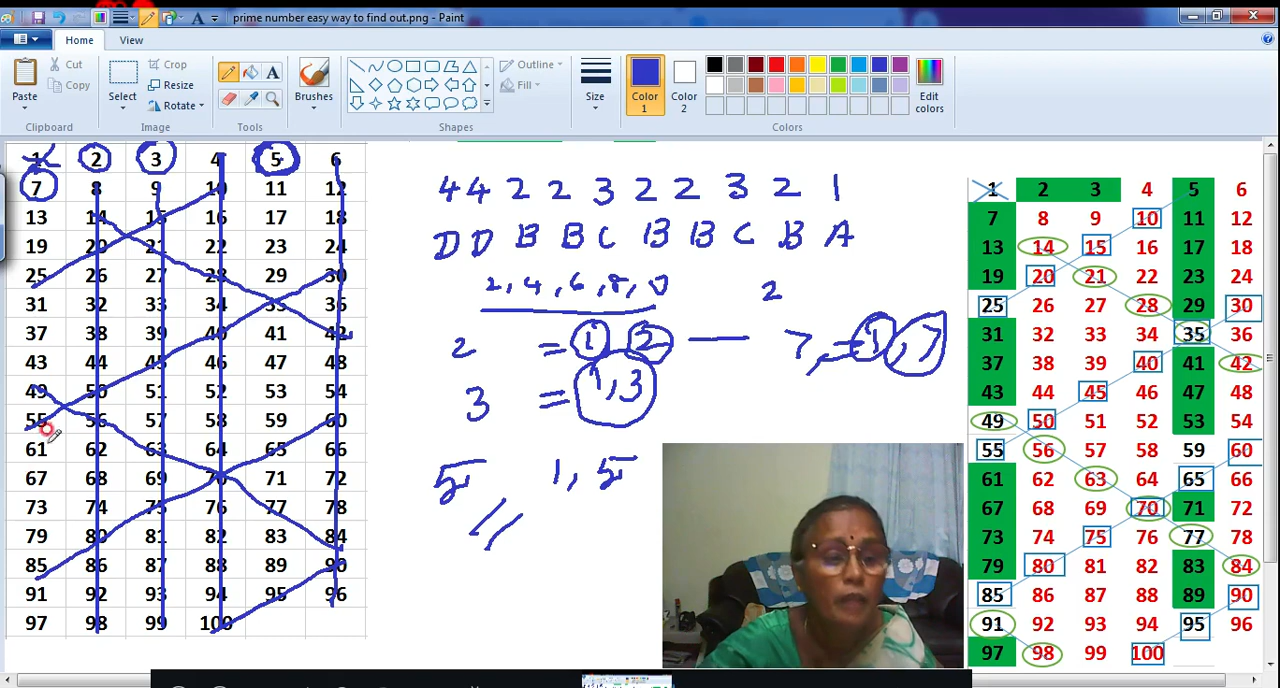 prime number easy way to find out.png - Paint
Home View
Paste
Cut
Copy
Clipboard
Select
Crop
Resize
Rotate
Image
A
Tools
Brushes
Outline
Fill
Shapes
Size
Color 1
Color 2
Edit colors
Colors
1 2 3 4 5 6
7 8 9 10 11 12
13 14 15 16 17 18
19 20 21 22 23 24
25 26 27 28 29 30
31 32 33 34 35 36
37 38 39 40 41 42
43 44 45 46 47 48
49 50 51 52 53 54
55 56 57 58 59 60
61 62 63 64 65 66
67 68 69 70 71 72
73 74 75 76 77 78
79 80 81 82 83 84
85 86 87 88 89 90
91 92 93 94 95 96
97 98 99 100
4 4 2 2 3 2 2 3 2 1
D D B B C B B C B A
2, 4, 6, 8, 0
2
2 = 1 2 — 7, = 1, 7
3 = 1, 3
5 1, 5
1 2 3 4 5 6
7 8 9 10 11 12
13 14 15 16 17 18
19 20 21 22 23 24
25 26 27 28 29 30
31 32 33 34 35 36
37 38 39 40 41 42
43 44 45 46 47 48
49 50 51 52 53 54
55 56 57 58 59 60
61 62 63 64 65 66
67 68 69 70 71 72
73 74 75 76 77 78
79 80 81 82 83 84
85 86 87 88 89 90
91 92 93 94 95 96
97 98 99 100